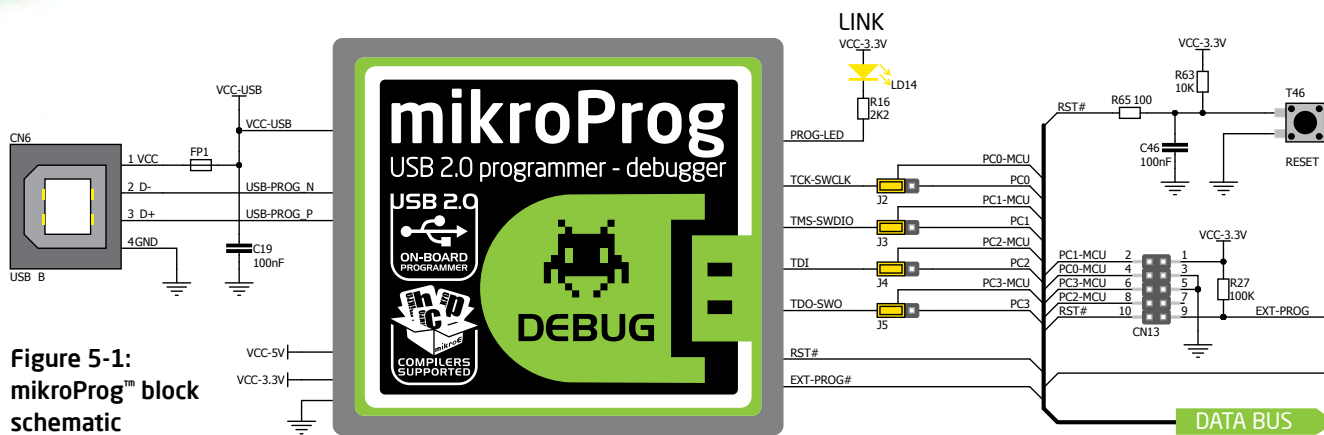 LINK
VCC-3.3V
LD14
R16
2K2
PROG-LED
VCC-USB
VCC-USB
CN6
1 VCC
FP1
2 D-
USB-PROG_N
3 D+
USB-PROG_P
4GND
C19
100nF
USB B
mikroProg
USB 2.0 programmer - debugger
USB 2.0
ON-BOARD
PROGRAMMER
DEBUG
mikroE
COMPILERS
SUPPORTED
VCC-5V
VCC-3.3V
TCK-SWCLK
J2
PC0-MCU
PC0
TMS-SWDIO
J3
PC1-MCU
PC1
TDI
J4
PC2-MCU
PC2
TDO-SWO
J5
PC3-MCU
PC3
RST#
EXT-PROG#
VCC-3.3V
R63
10K
RST#
R65 100
C46
100nF
T46
RESET
VCC-3.3V
PC1-MCU 2 1
PC0-MCU 4 3
PC3-MCU 6 5
PC2-MCU 8 7
RST# 10 9
CN13
R27
100K
EXT-PROG
DATA BUS
Figure 5-1:
mikroProg™ block
schematic